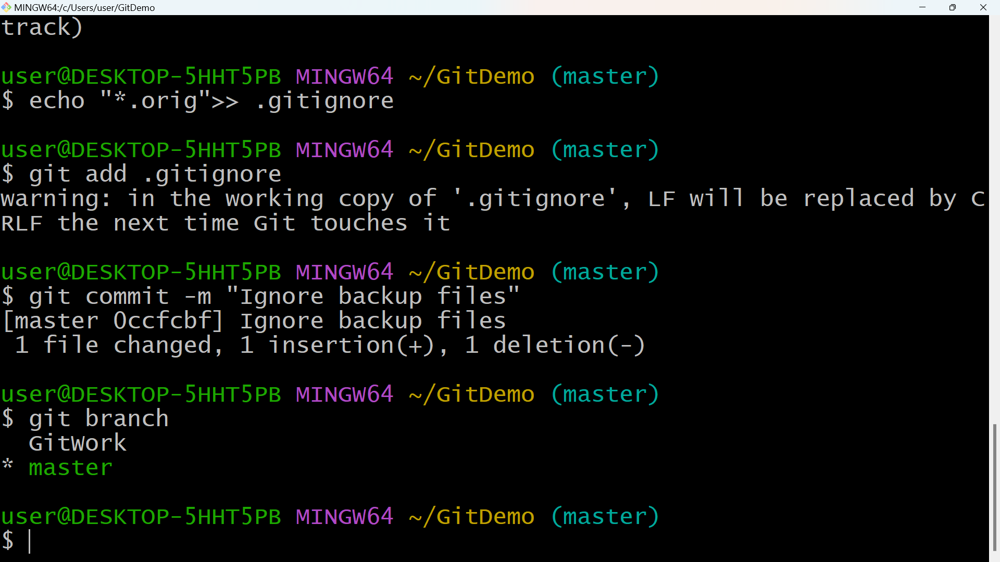 MINGW64:/c/Users/user/GitDemo
track)
user@DESKTOP-5HHT5PB MINGW64 ~/GitDemo (master)
$ echo "*.orig">> .gitignore
user@DESKTOP-5HHT5PB MINGW64 ~/GitDemo (master)
$ git add .gitignore
warning: in the working copy of '.gitignore', LF will be replaced by C
RLF the next time Git touches it
user@DESKTOP-5HHT5PB MINGW64 ~/GitDemo (master)
$ git commit -m "Ignore backup files"
[master 0ccfcbf] Ignore backup files
 1 file changed, 1 insertion(+), 1 deletion(-)
user@DESKTOP-5HHT5PB MINGW64 ~/GitDemo (master)
$ git branch
  GitWork
* master
user@DESKTOP-5HHT5PB MINGW64 ~/GitDemo (master)
$